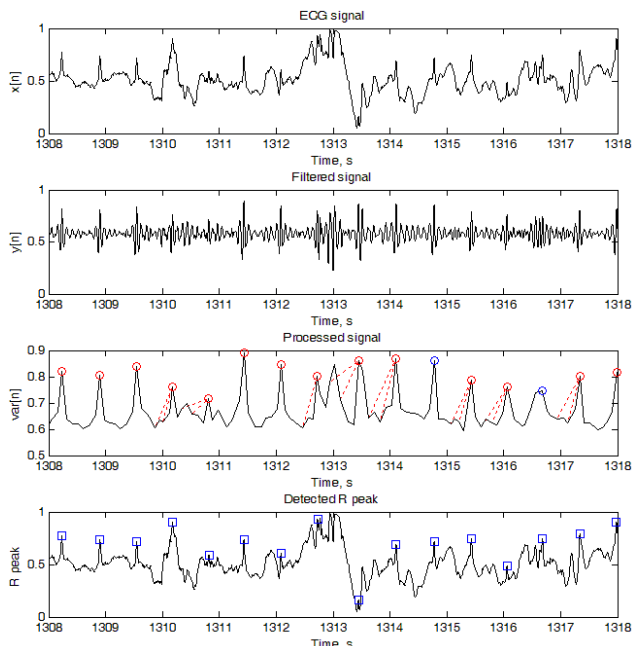 ECG signal
1
0.5
0
x[n]
1308 1309 1310 1311 1312 1313 1314 1315 1316 1317 1318
Time, s
Filtered signal
1
0.5
0
y[n]
1308 1309 1310 1311 1312 1313 1314 1315 1316 1317 1318
Time, s
Processed signal
0.9
0.8
0.7
0.6
0.5
var[n]
1308 1309 1310 1311 1312 1313 1314 1315 1316 1317 1318
Time, s
Detected R peak
1
0.5
0
R peak
1308 1309 1310 1311 1312 1313 1314 1315 1316 1317 1318
Time, s